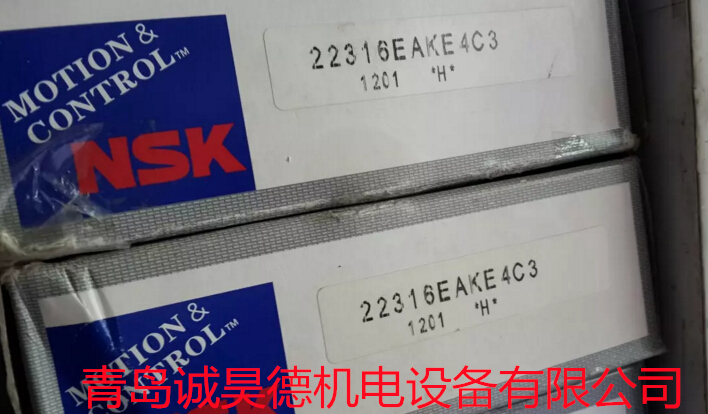 MOTION &
CONTROL™
NSK
22316EAKE4C3
1201 *H*
MOTION &
CONTROL™
22316EAKE4C3
1201 *H*
青岛诚昊德机电设备有限公司